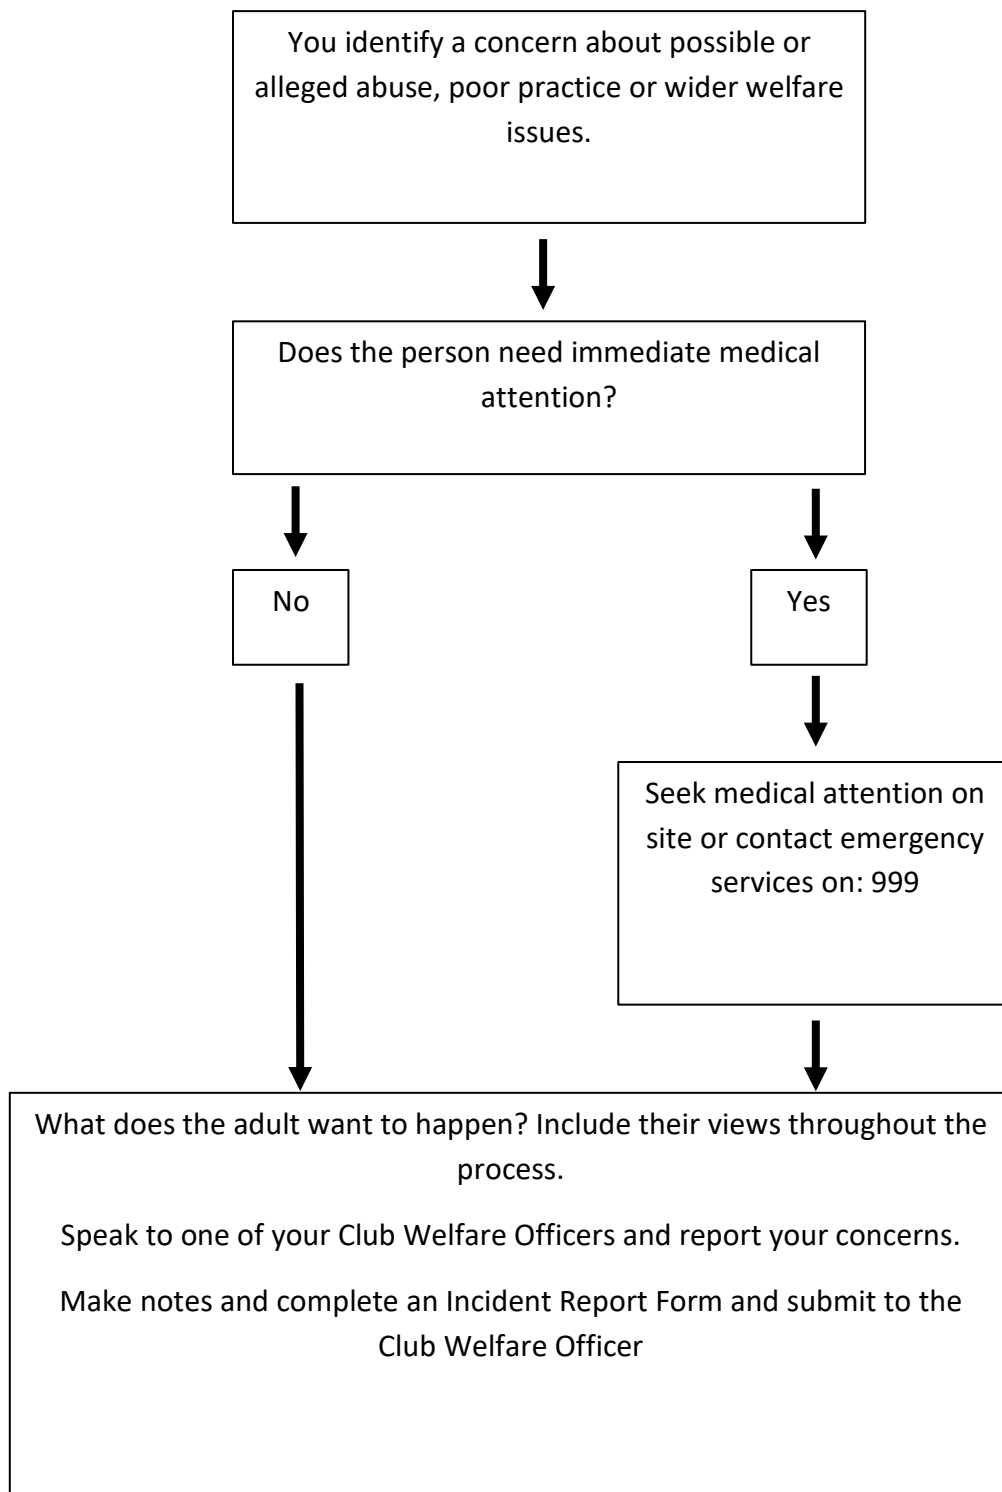 You identify a concern about possible or
alleged abuse, poor practice or wider welfare
issues.
Does the person need immediate medical
attention?
No
Yes
Seek medical attention on
site or contact emergency
services on: 999
What does the adult want to happen? Include their views throughout the
process.
Speak to one of your Club Welfare Officers and report your concerns.
Make notes and complete an Incident Report Form and submit to the
Club Welfare Officer